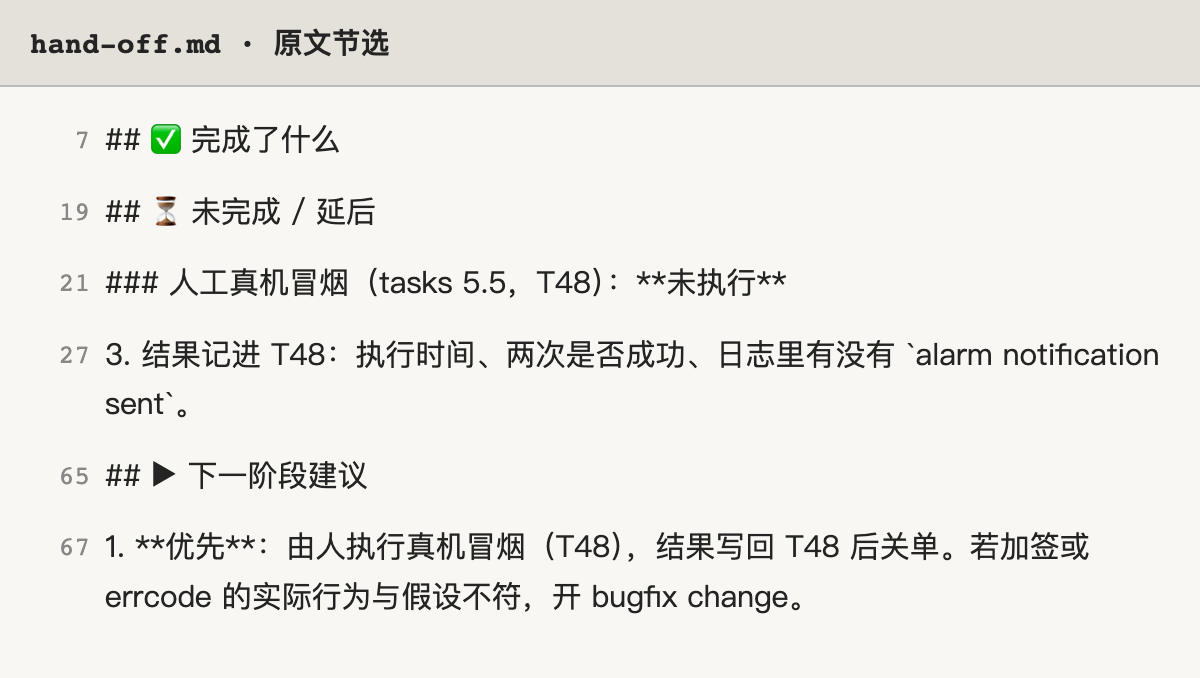 hand-off.md · 原文节选
7 ## ✅ 完成了什么
19 ## ⏳ 未完成 / 延后
21 ### 人工真机冒烟（tasks 5.5，T48）：**未执行**
27 3. 结果记进 T48：执行时间、两次是否成功、日志里有没有 `alarm notification
sent`。
65 ## ▶ 下一阶段建议
67 1. **优先**：由人执行真机冒烟（T48），结果写回 T48 后关单。若加签或
errcode 的实际行为与假设不符，开 bugfix change。